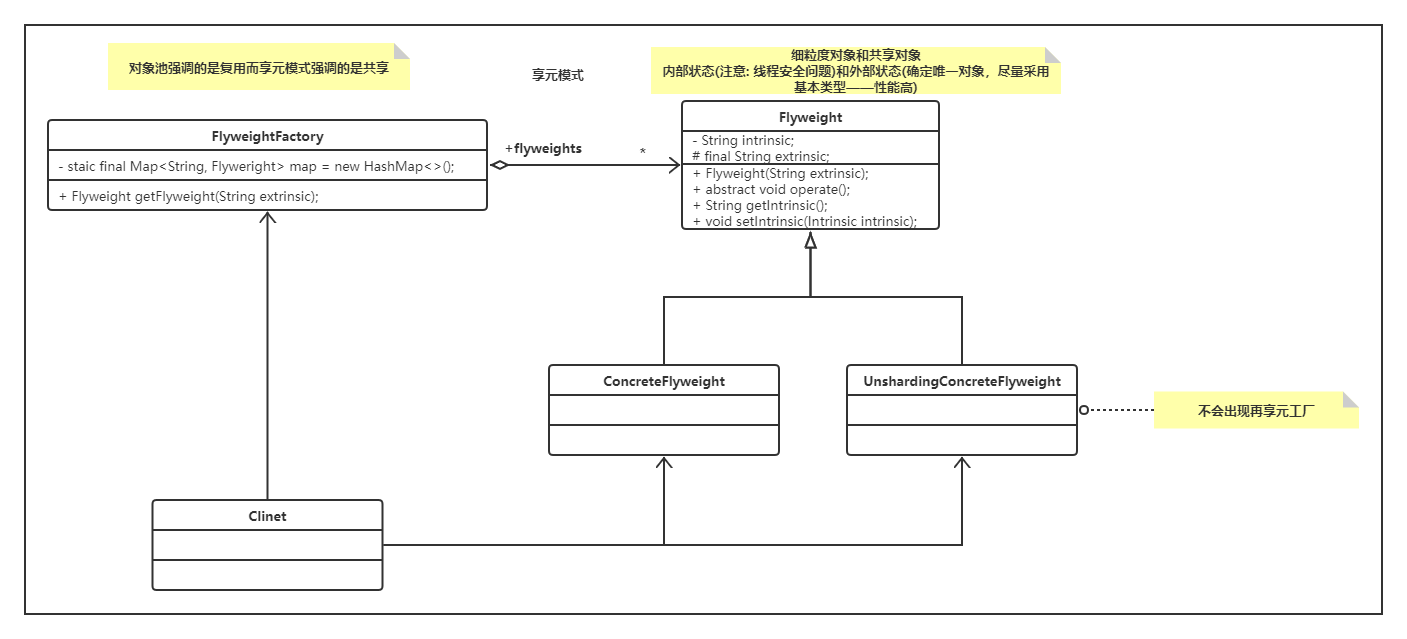 对象池强调的是复用而享元模式强调的是共享
享元模式
细粒度对象和共享对象
内部状态(注意: 线程安全问题)和外部状态(确定唯一对象，尽量采用
基本类型——性能高)
FlyweightFactory
- staic final Map<String, Flyweright> map = new HashMap<>();
+ Flyweight getFlyweight(String extrinsic);
+flyweights
*
Flyweight
- String intrinsic;
# final String extrinsic;
+ Flyweight(String extrinsic);
+ abstract void operate();
+ String getIntrinsic();
+ void setIntrinsic(Intrinsic intrinsic);
ConcreteFlyweight
UnshardingConcreteFlyweight
不会出现再享元工厂
Clinet